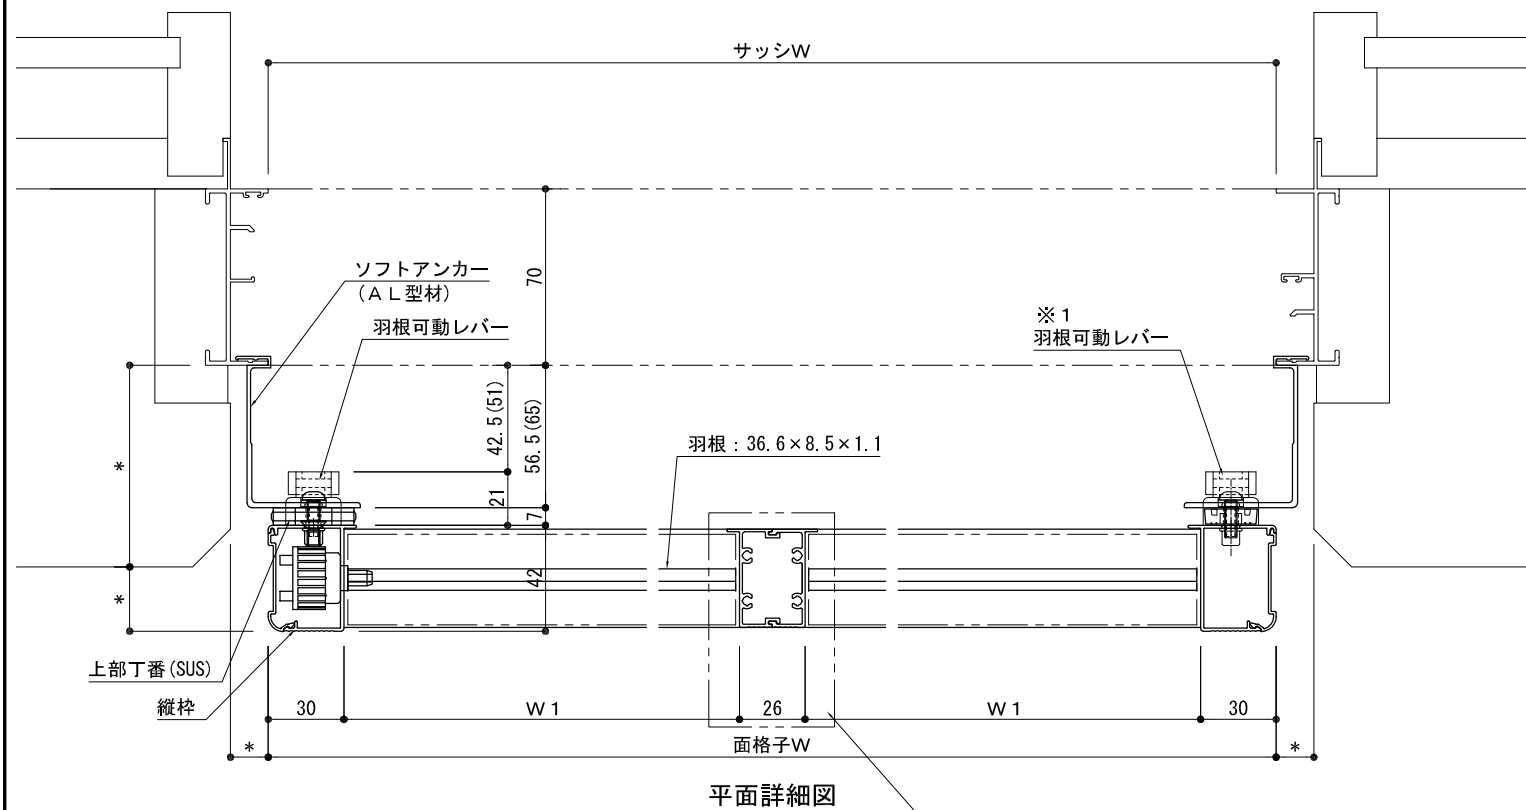 サッシW
70
ソフトアンカー
(AL型材)
羽根可動レバー
※1
羽根可動レバー
42.5(51)
56.5(65)
羽根：36.6×8.5×1.1
*
21
7
42
*
上部丁番(SUS)
縦枠
30
W1
26
W1
30
*
面格子W
*
平面詳細図